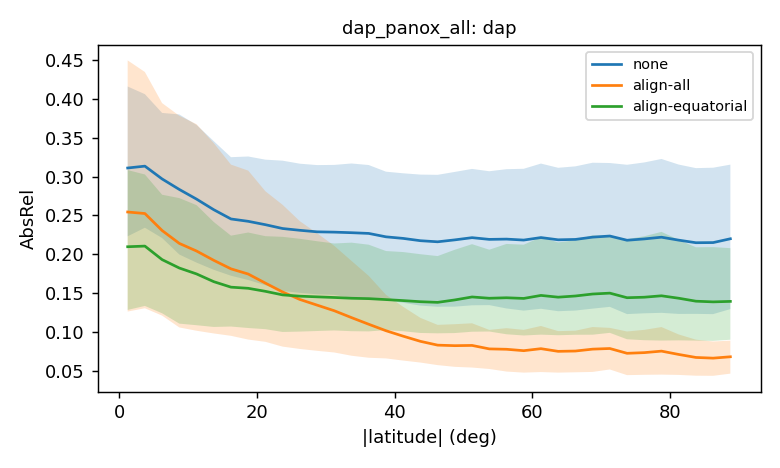 dap_panox_all: dap
none
align-all
align-equatorial
AbsRel
0.45
0.40
0.35
0.30
0.25
0.20
0.15
0.10
0.05
0 20 40 60 80
|latitude| (deg)